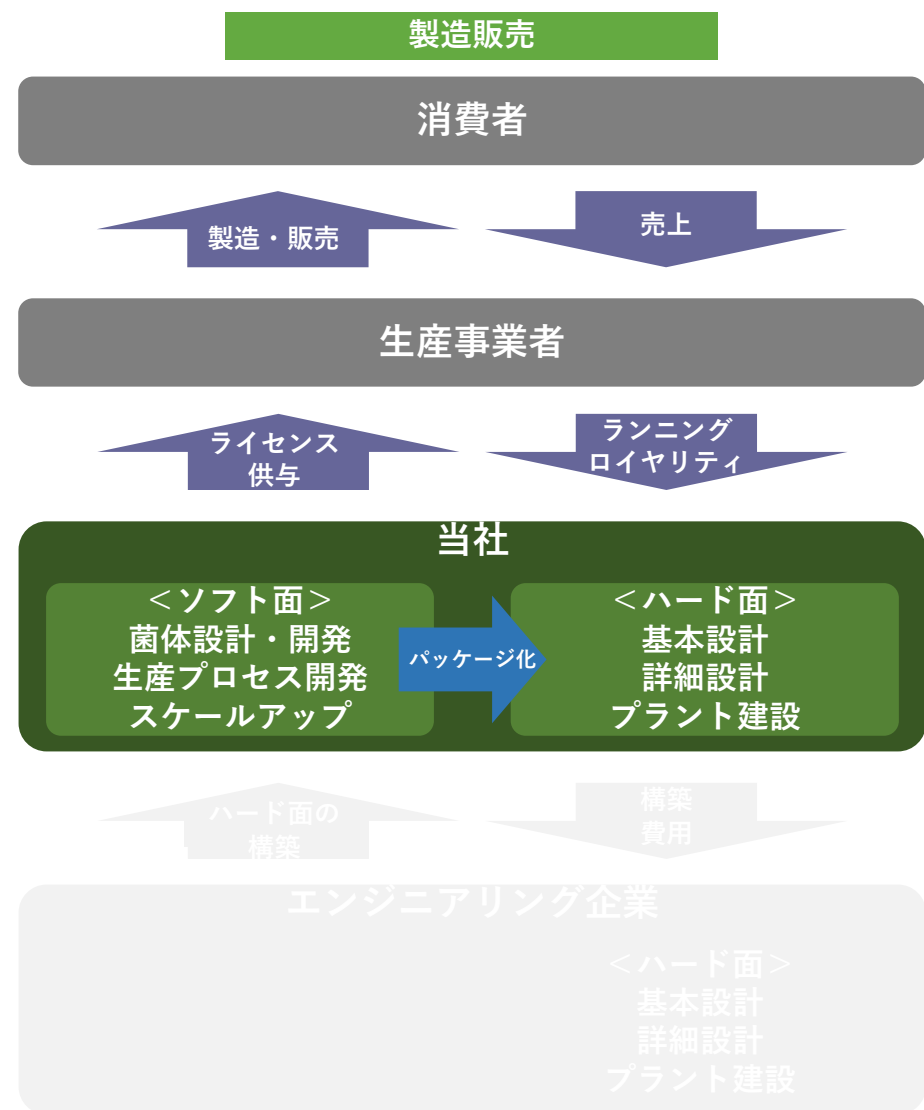 製造販売
消費者
製造・販売
売上
生産事業者
ライセンス
供与
ランニング
ロイヤリティ
当社
＜ソフト面＞
菌体設計・開発
生産プロセス開発
スケールアップ
パッケージ化
＜ハード面＞
基本設計
詳細設計
プラント建設
ハード面の
構築
構築
費用
エンジニアリング企業
＜ハード面＞
基本設計
詳細設計
プラント建設